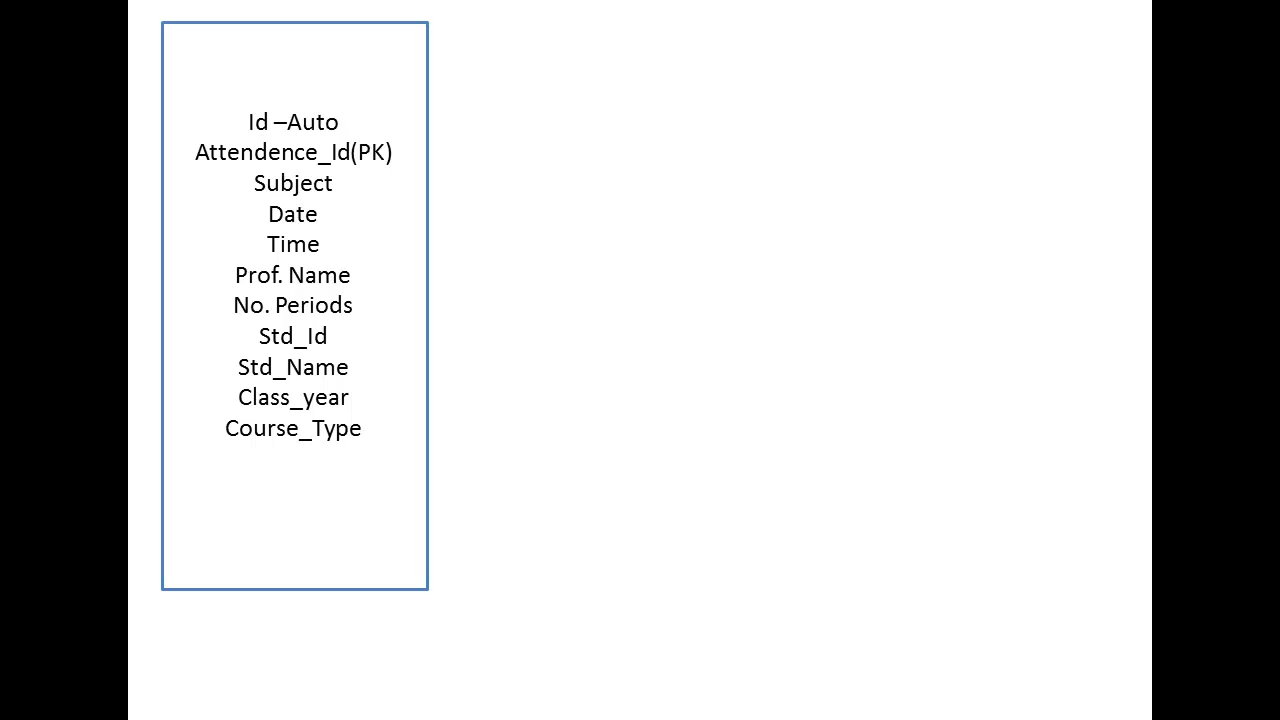 Id –Auto
Attendence_Id(PK)
Subject
Date
Time
Prof. Name
No. Periods
Std_Id
Std_Name
Class_year
Course_Type